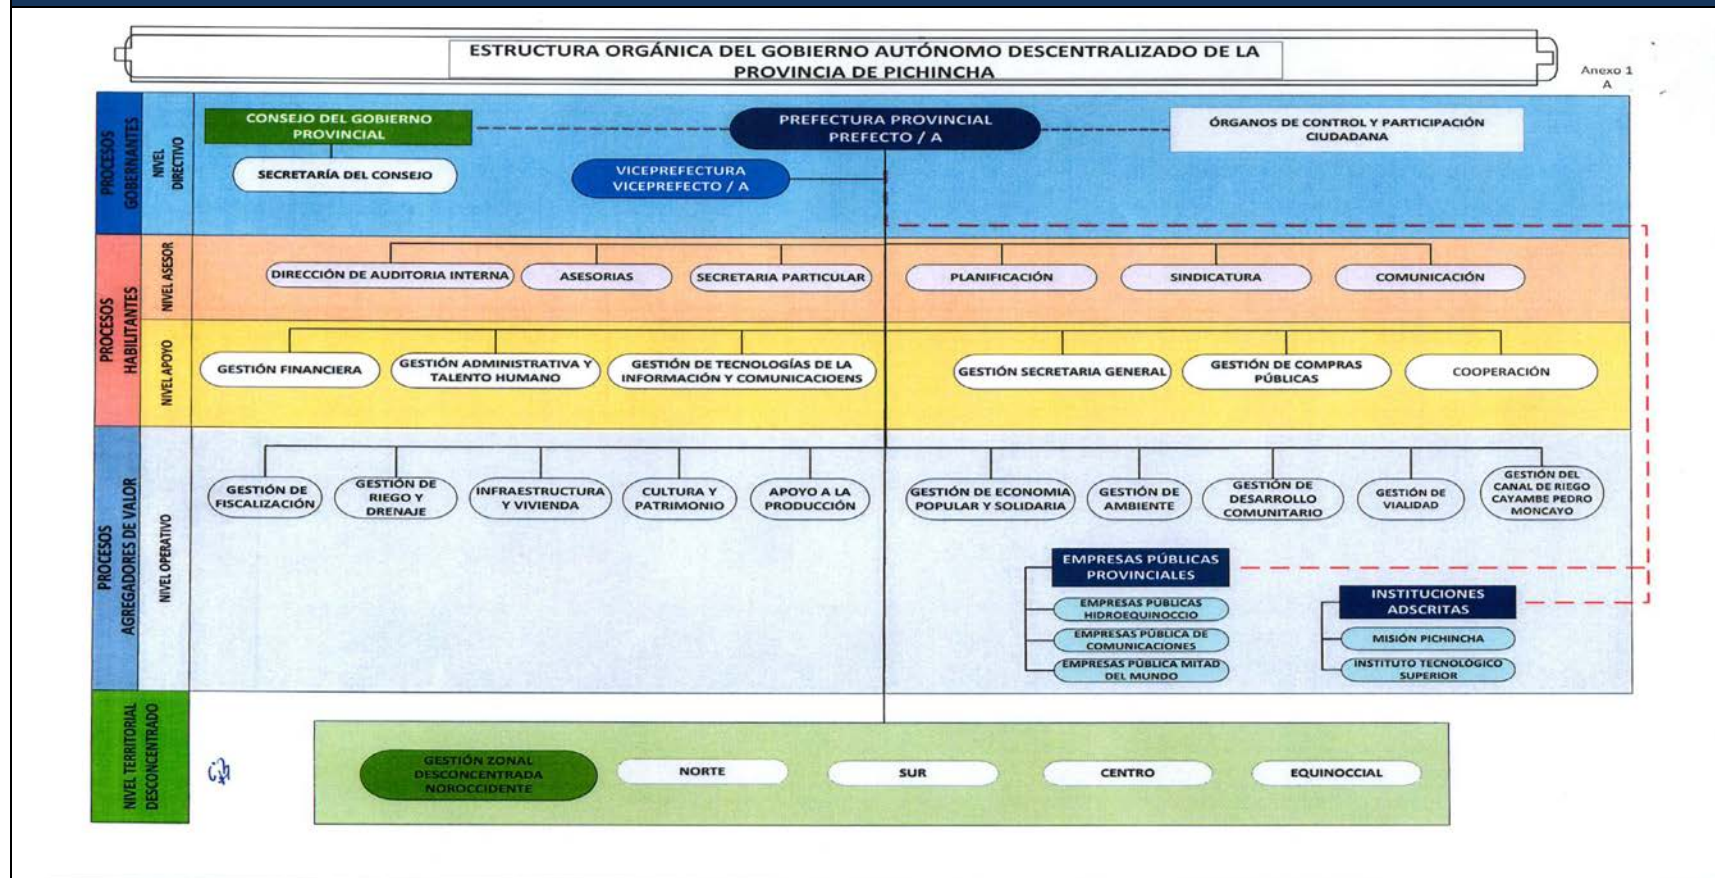 ESTRUCTURA ORGÁNICA DEL GOBIERNO AUTÓNOMO DESCENTRALIZADO DE LA
PROVINCIA DE PICHINCHA
Anexo 1
A
PROCESOS
GOBERNANTES
NIVEL
DIRECTIVO
CONSEJO DEL GOBIERNO
PROVINCIAL
PREFECTURA PROVINCIAL
PREFECTO / A
ÓRGANOS DE CONTROL Y PARTICIPACIÓN
CIUDADANA
SECRETARÍA DEL CONSEJO
VICEPREFECTURA
VICEPREFECTO / A
PROCESOS
HABILITANTES
NIVEL ASESOR
DIRECCIÓN DE AUDITORIA INTERNA
ASESORIAS
SECRETARIA PARTICULAR
PLANIFICACIÓN
SINDICATURA
COMUNICACIÓN
NIVEL APOYO
GESTIÓN FINANCIERA
GESTIÓN ADMINISTRATIVA Y
TALENTO HUMANO
GESTIÓN DE TECNOLOGÍAS DE LA
INFORMACIÓN Y COMUNICACIOENS
GESTIÓN SECRETARIA GENERAL
GESTIÓN DE COMPRAS
PÚBLICAS
COOPERACIÓN
PROCESOS
AGREGADORES DE VALOR
NIVEL OPERATIVO
GESTIÓN DE
FISCALIZACIÓN
GESTIÓN DE
RIEGO Y
DRENAJE
INFRAESTRUCTURA
Y VIVIENDA
CULTURA Y
PATRIMONIO
APOYO A LA
PRODUCCIÓN
GESTIÓN DE ECONOMIA
POPULAR Y SOLIDARIA
GESTIÓN DE
AMBIENTE
GESTIÓN DE
DESARROLLO
COMUNITARIO
GESTIÓN DE
VIALIDAD
GESTIÓN DEL
CANAL DE RIEGO
CAYAMBE PEDRO
MONCAYO
EMPRESAS PÚBLICAS
PROVINCIALES
EMPRESAS PÚBLICAS
HIDROEQUINOCCIO
EMPRESAS PÚBLICA DE
COMUNICACIONES
EMPRESAS PÚBLICA MITAD
DEL MUNDO
INSTITUCIONES
ADSCRITAS
MISIÓN PICHINCHA
INSTITUTO TECNOLÓGICO
SUPERIOR
NIVEL TERRITORIAL
DESCONCENTRADO
GESTIÓN ZONAL
DESCONCENTRADA
NOROCCIDENTE
NORTE
SUR
CENTRO
EQUINOCCIAL